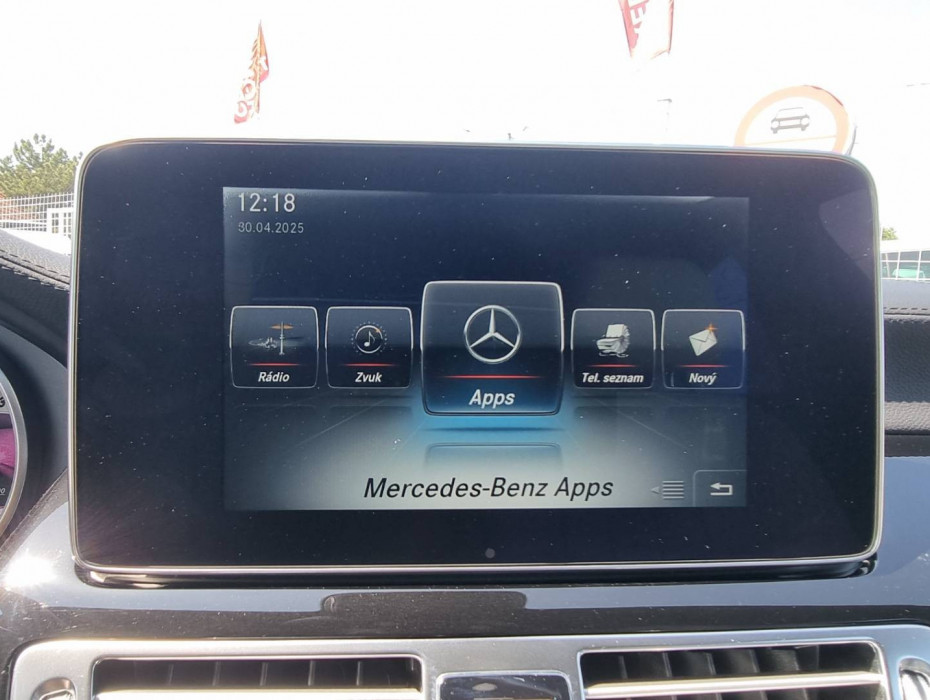 12:18
30.04.2025
Rádio
Zvuk
Apps
Tel. seznam
Nový
Mercedes-Benz Apps